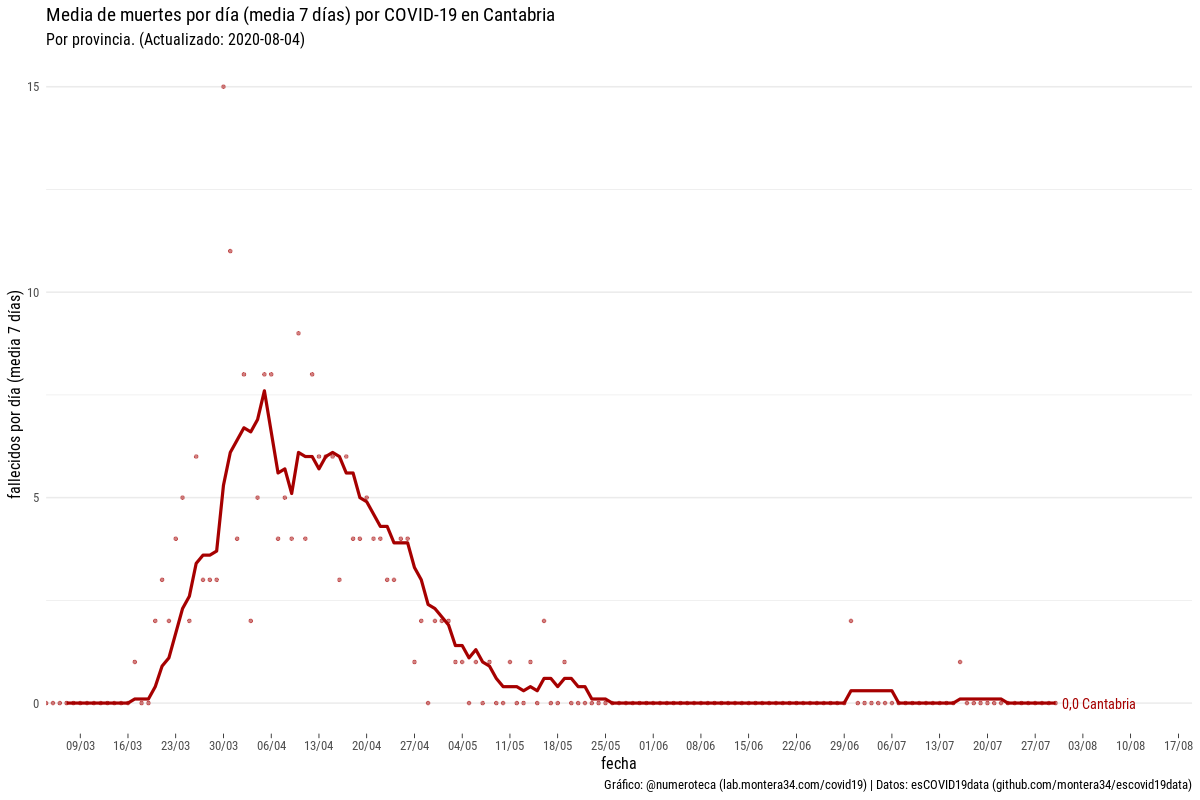 Media de muertes por día (media 7 días) por COVID-19 en Cantabria
Por provincia. (Actualizado: 2020-08-04)
fallecidos por día (media 7 días)
15
10
5
0
0,0 Cantabria
09/03 16/03 23/03 30/03 06/04 13/04 20/04 27/04 04/05 11/05 18/05 25/05 01/06 08/06 15/06 22/06 29/06 06/07 13/07 20/07 27/07 03/08 10/08 17/08
fecha
Gráfico: @numeroteca (lab.montera34.com/covid19) | Datos: esCOVID19data (github.com/montera34/escovid19data)